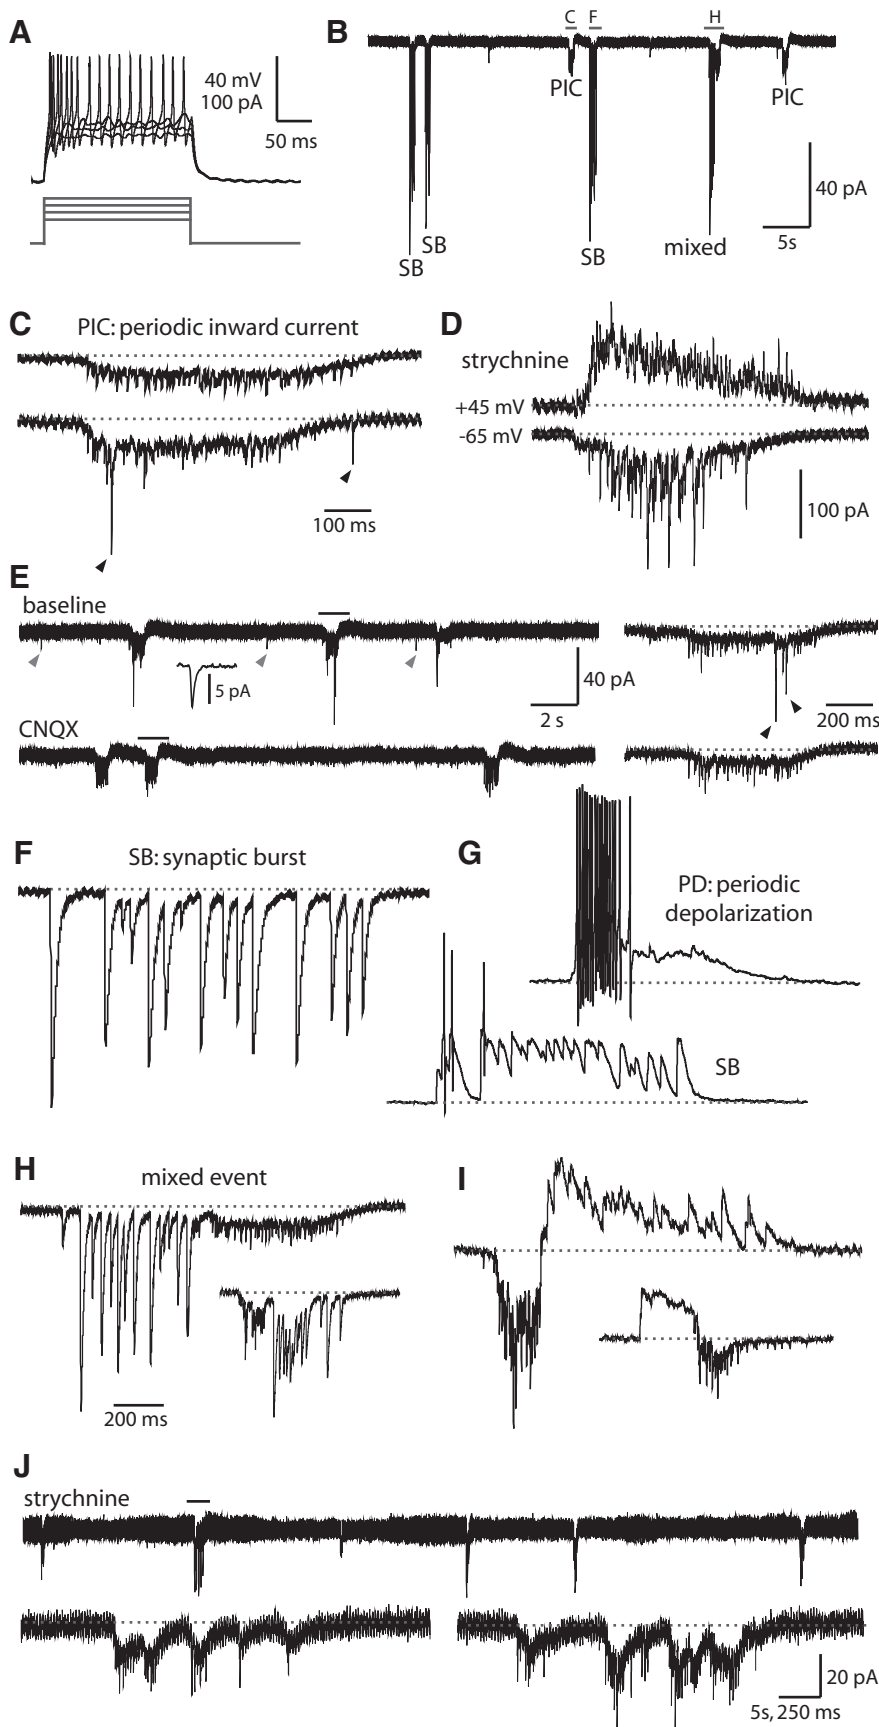 A
40 mV
100 pA
50 ms
B
C
F
H
PIC
PIC
SB
SB
SB
mixed
40 pA
5s
C
PIC: periodic inward current
100 ms
D
strychnine
+45 mV
-65 mV
100 pA
E
baseline
5 pA
40 pA
2 s
200 ms
CNQX
F
SB: synaptic burst
G
PD: periodic
depolarization
SB
H
mixed event
200 ms
I
J
strychnine
20 pA
5s, 250 ms